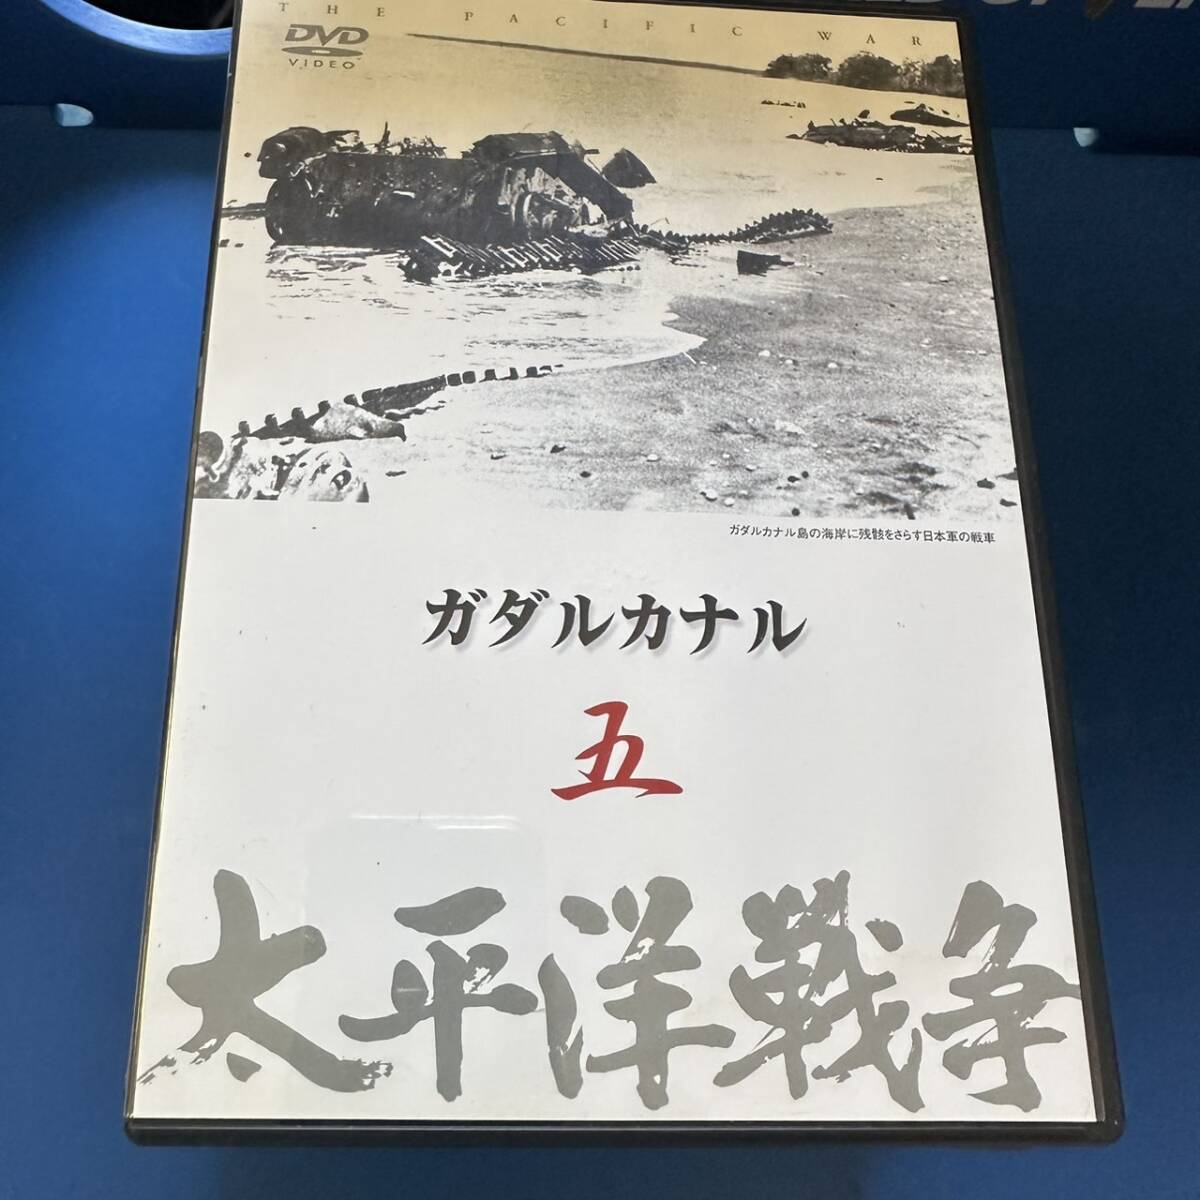 THE PACIFIC WAR
DVD
VIDEO
ガダルカナル島の海岸に残骸をさらす日本軍の戦車
ガダルカナル
五
太平洋戦争